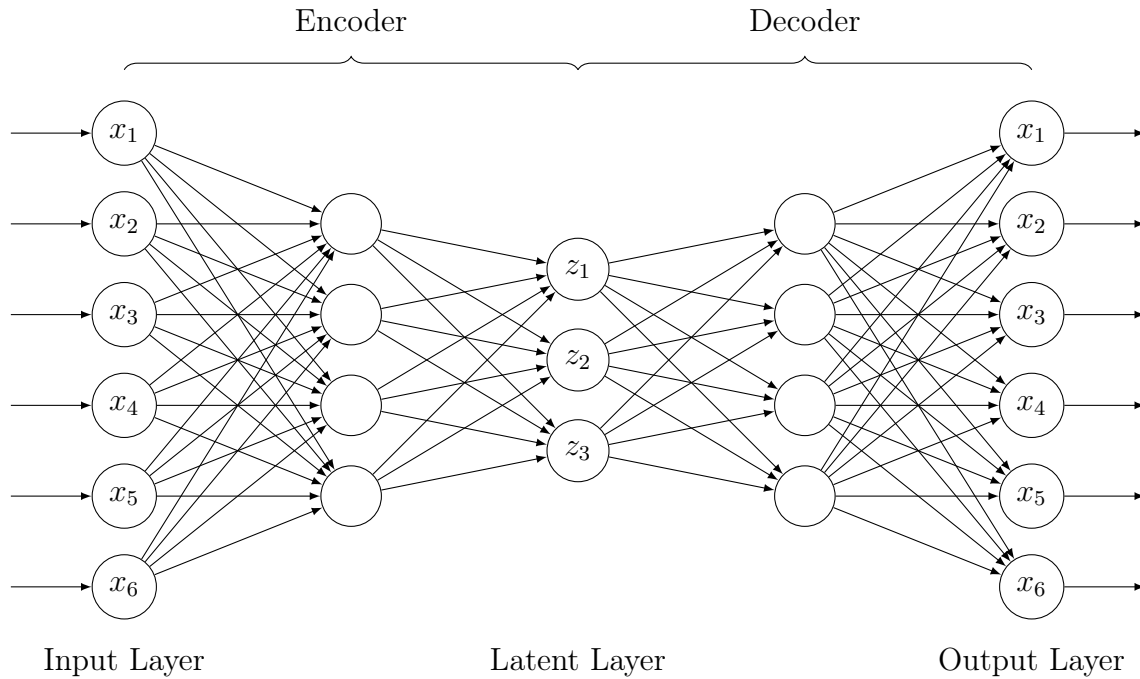 Encoder
Decoder
x₁
x₂
x₃
x₄
x₅
x₆
z₁
z₂
z₃
x₁
x₂
x₃
x₄
x₅
x₆
Input Layer
Latent Layer
Output Layer